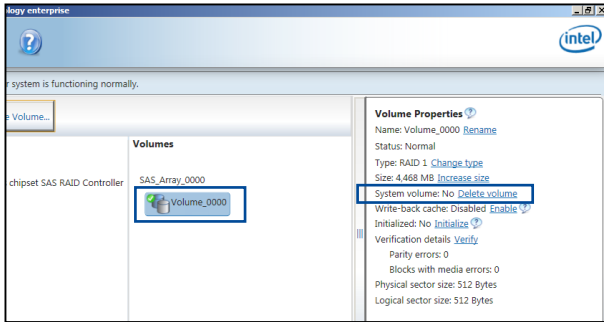 ology enterprise
intel
r system is functioning normally.
e Volume...
chipset SAS RAID Controller
Volumes
SAS_Array_0000
Volume_0000
Volume Properties
Name: Volume_0000 Rename
Status: Normal
Type: RAID 1 Change type
Size: 4,468 MB Increase size
System volume: No Delete volume
Write-back cache: Disabled Enable
Initialized: No Initialize
Verification details Verify
Parity errors: 0
Blocks with media errors: 0
Physical sector size: 512 Bytes
Logical sector size: 512 Bytes